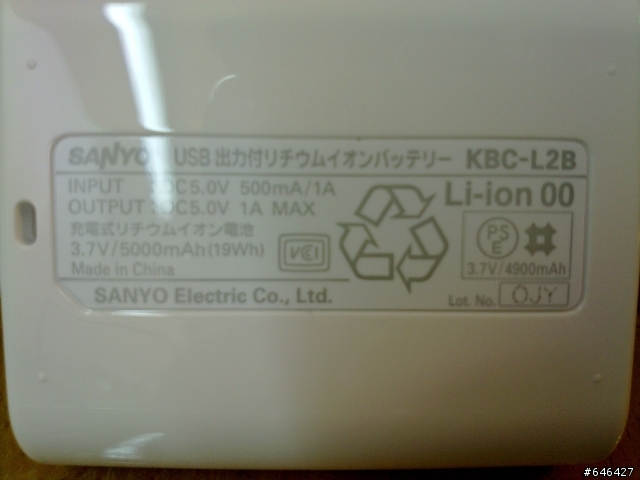 SANYO USB出力付リチウムイオンバッテリー KBC-L2B
INPUT DC5.0V 500mA/1A
OUTPUT DC5.0V 1A MAX
充電式リチウムイオン電池
3.7V/5000mAh(19Wh)
Made in China
VCI
Li-ion 00
PSE
3.7V/4900mAh
SANYO Electric Co., Ltd.
Lot. No. OJY
#646427